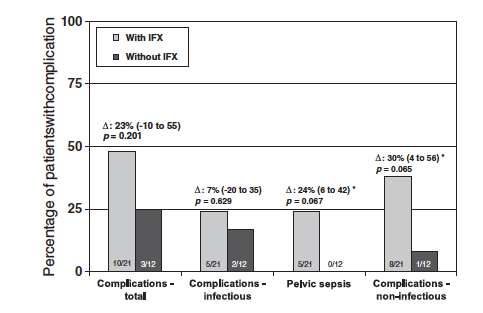 Percentage of patientswithcomplication
100
75
50
25
0
With IFX
Without IFX
Δ: 23% (-10 to 55)
p = 0.201
Δ: 7% (-20 to 35)
p = 0.629
Δ: 24% (6 to 42) *
p = 0.067
Δ: 30% (4 to 56) *
p = 0.065
10/21 3/12
5/21 2/12
5/21 0/12
8/21 1/12
Complications -
total
Complications -
infectious
Pelvic sepsis
Complications -
non-infectious